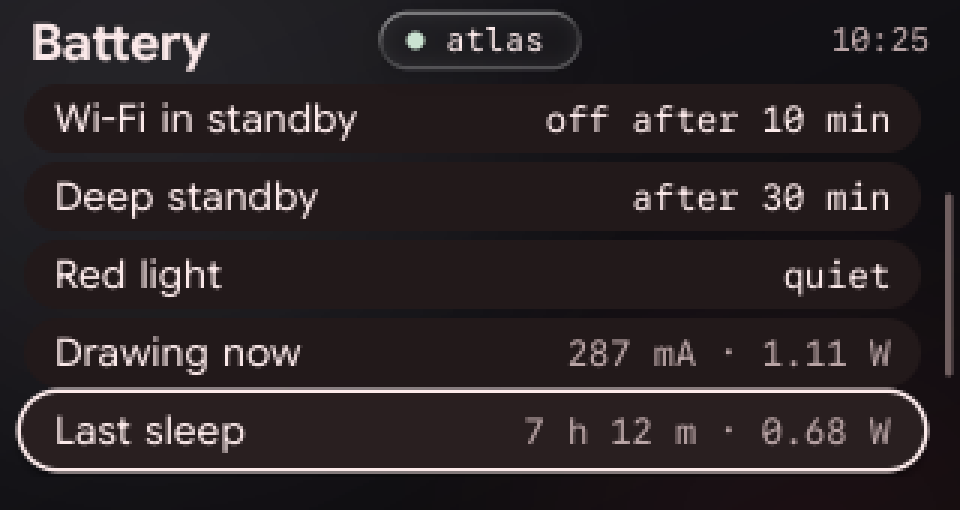 Battery atlas 10:25
Wi-Fi in standby off after 10 min
Deep standby after 30 min
Red light quiet
Drawing now 287 mA · 1.11 W
Last sleep 7 h 12 m · 0.68 W